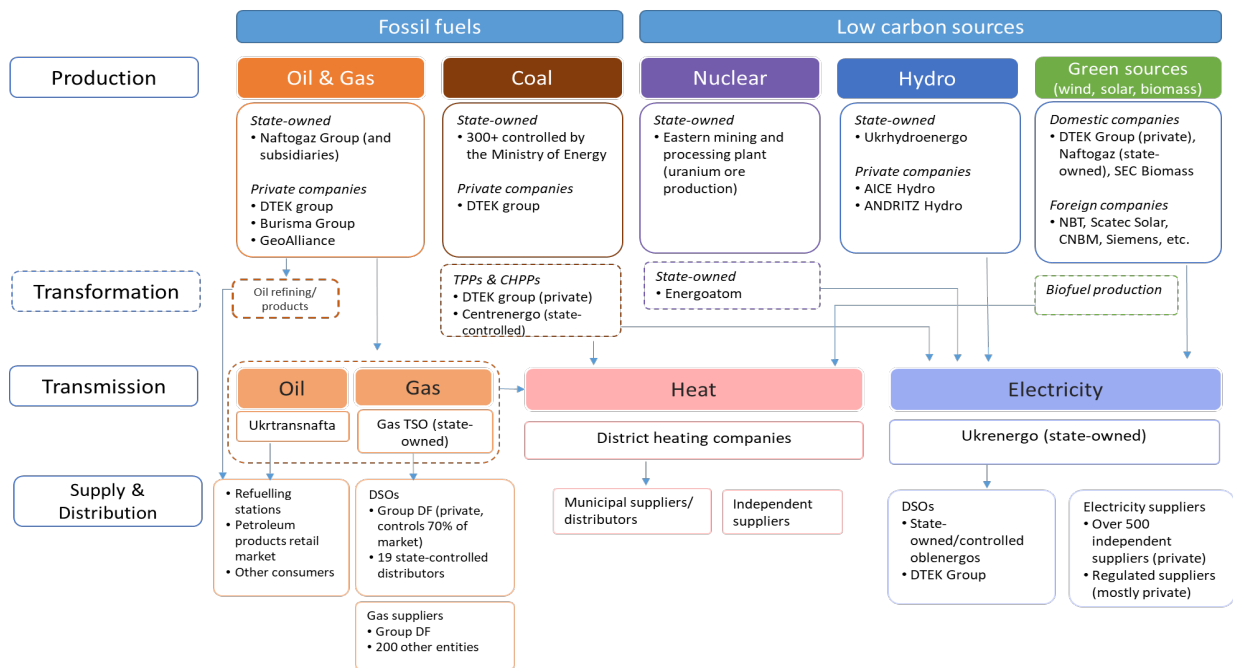 Fossil fuels
Low carbon sources
Production
Oil & Gas
Coal
Nuclear
Hydro
Green sources
(wind, solar, biomass)
State-owned
• Naftogaz Group (and
subsidiaries)
Private companies
• DTEK group
• Burisma Group
• GeoAlliance
State-owned
• 300+ controlled by
the Ministry of Energy
Private companies
• DTEK group
State-owned
• Eastern mining and
processing plant
(uranium ore
production)
State-owned
• Ukrhydroenergo
Private companies
• AICE Hydro
• ANDRITZ Hydro
Domestic companies
• DTEK Group (private),
Naftogaz (state-
owned), SEC Biomass
Foreign companies
• NBT, Scatec Solar,
CNBM, Siemens, etc.
Transformation
Oil refining/
products
TPPs & CHPPs
• DTEK group (private)
• Centrenergo (state-
controlled)
State-owned
• Energoatom
Biofuel production
Transmission
Oil
Gas
Heat
Electricity
Ukrtransnafta
Gas TSO (state-
owned)
District heating companies
Ukrenergo (state-owned)
Supply &
Distribution
• Refuelling
stations
• Petroleum
products retail
market
• Other consumers
DSOs
• Group DF (private,
controls 70% of
market)
• 19 state-controlled
distributors
Municipal suppliers/
distributors
Independent
suppliers
DSOs
• State-
owned/controlled
oblenergos
• DTEK Group
Electricity suppliers
• Over 500
independent
suppliers (private)
• Regulated suppliers
(mostly private)
Gas suppliers
• Group DF
• 200 other entities